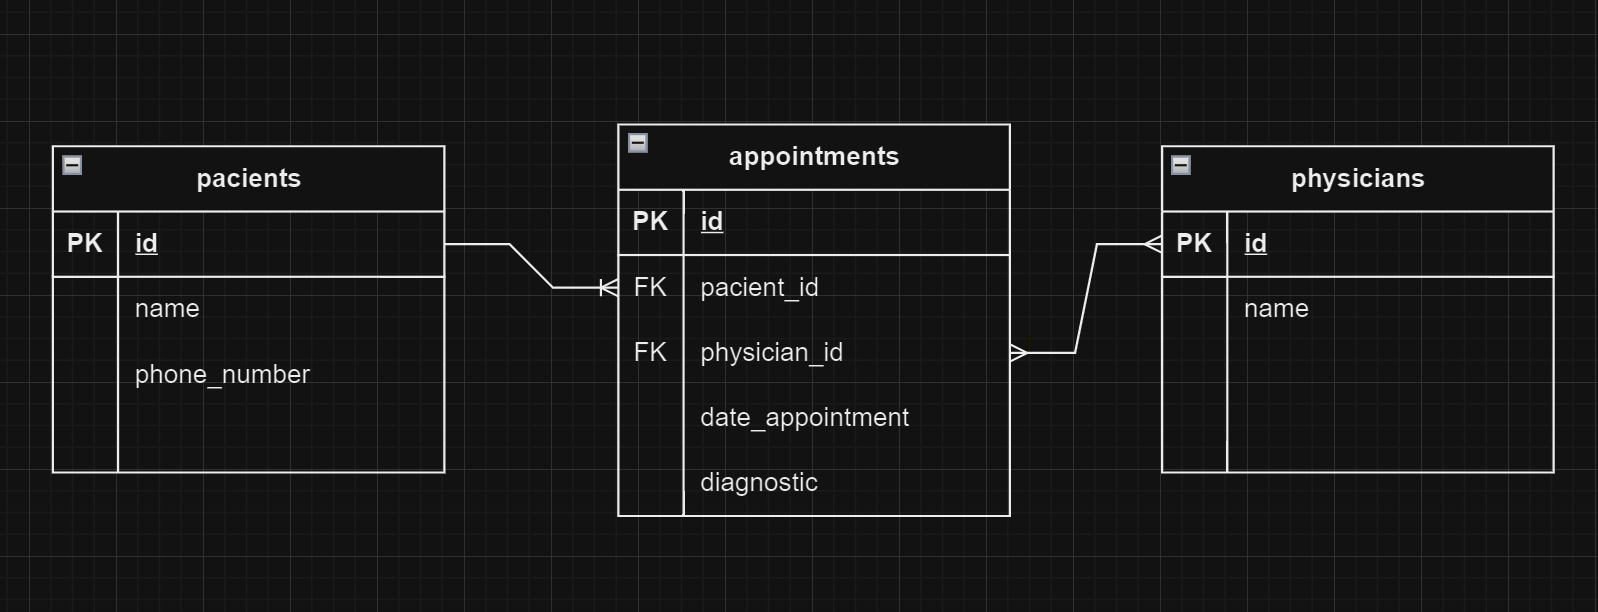 pacients
PK id
name
phone_number
appointments
PK id
FK pacient_id
FK physician_id
date_appointment
diagnostic
physicians
PK id
name